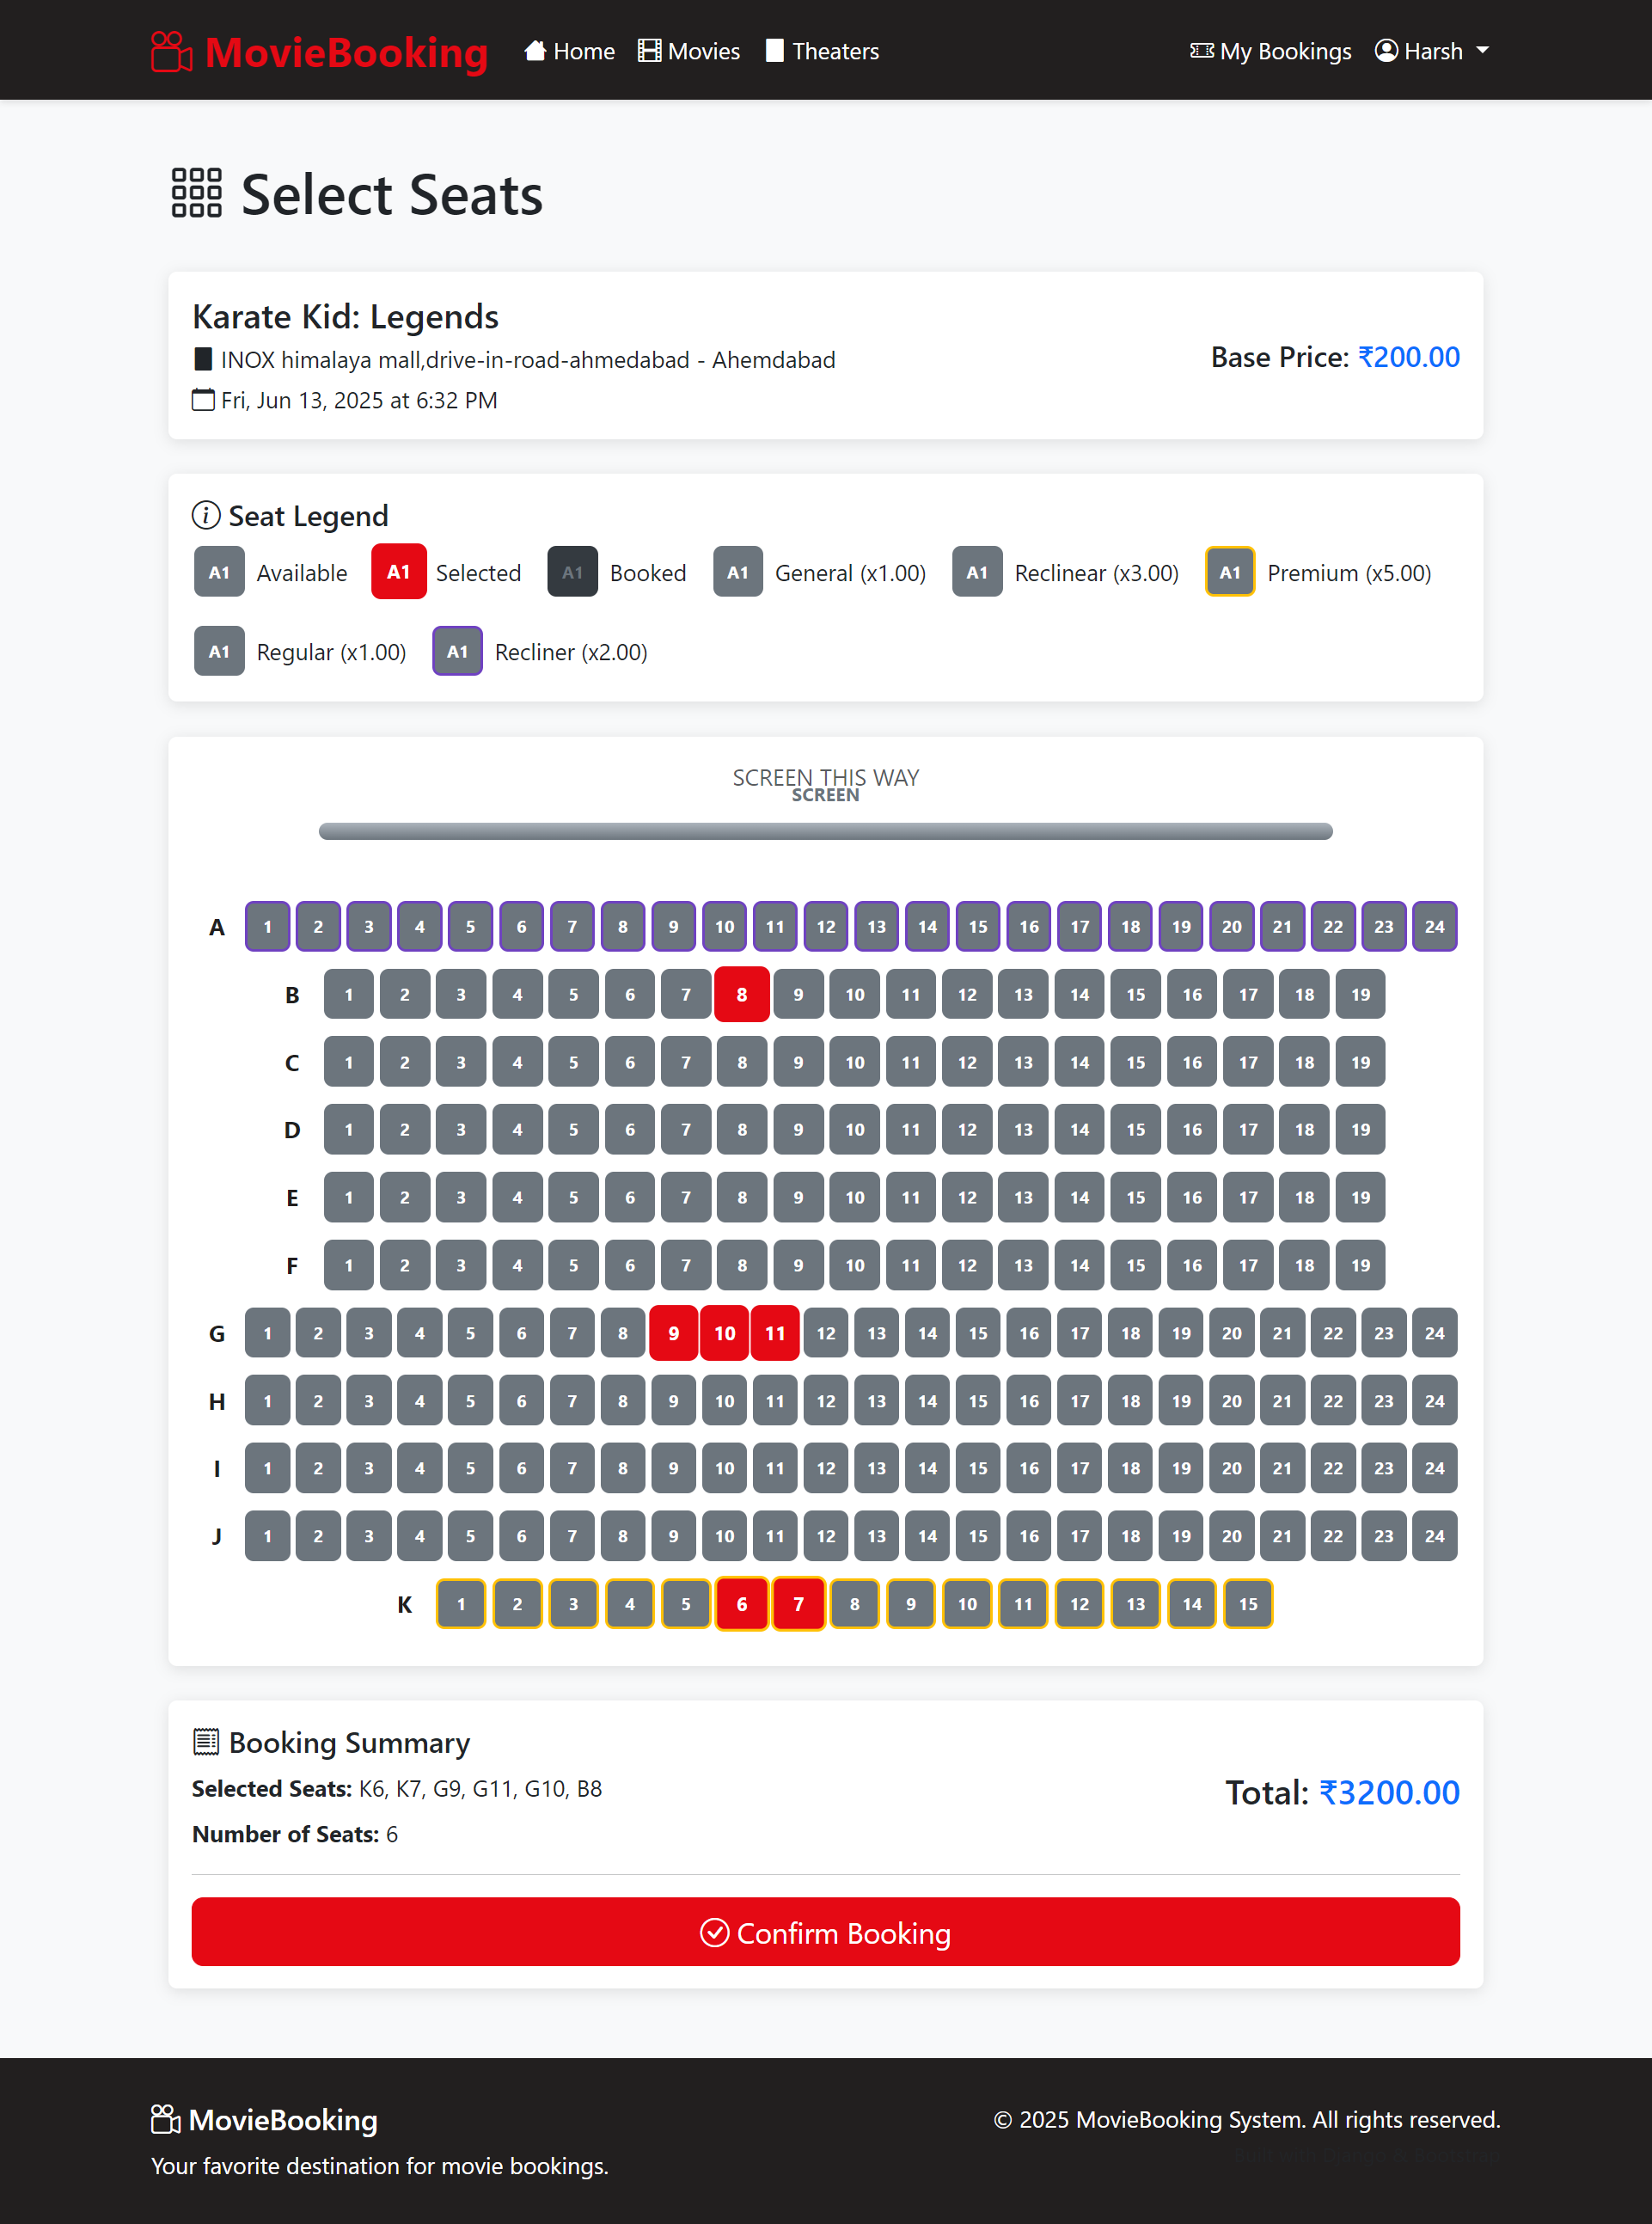 MovieBooking Home Movies Theaters My Bookings Harsh
Select Seats
Karate Kid: Legends
INOX himalaya mall,drive-in-road-ahmedabad - Ahemdabad
Fri, Jun 13, 2025 at 6:32 PM
Base Price: ₹200.00
Seat Legend
A1 Available A1 Selected A1 Booked A1 General (x1.00) A1 Reclinear (x3.00) A1 Premium (x5.00)
A1 Regular (x1.00) A1 Recliner (x2.00)
SCREEN THIS WAY
SCREEN
A 1 2 3 4 5 6 7 8 9 10 11 12 13 14 15 16 17 18 19 20 21 22 23 24
B 1 2 3 4 5 6 7 8 9 10 11 12 13 14 15 16 17 18 19
C 1 2 3 4 5 6 7 8 9 10 11 12 13 14 15 16 17 18 19
D 1 2 3 4 5 6 7 8 9 10 11 12 13 14 15 16 17 18 19
E 1 2 3 4 5 6 7 8 9 10 11 12 13 14 15 16 17 18 19
F 1 2 3 4 5 6 7 8 9 10 11 12 13 14 15 16 17 18 19
G 1 2 3 4 5 6 7 8 9 10 11 12 13 14 15 16 17 18 19 20 21 22 23 24
H 1 2 3 4 5 6 7 8 9 10 11 12 13 14 15 16 17 18 19 20 21 22 23 24
I 1 2 3 4 5 6 7 8 9 10 11 12 13 14 15 16 17 18 19 20 21 22 23 24
J 1 2 3 4 5 6 7 8 9 10 11 12 13 14 15 16 17 18 19 20 21 22 23 24
K 1 2 3 4 5 6 7 8 9 10 11 12 13 14 15
Booking Summary
Selected Seats: K6, K7, G9, G11, G10, B8
Number of Seats: 6
Total: ₹3200.00
Confirm Booking
MovieBooking
Your favorite destination for movie bookings.
© 2025 MovieBooking System. All rights reserved.